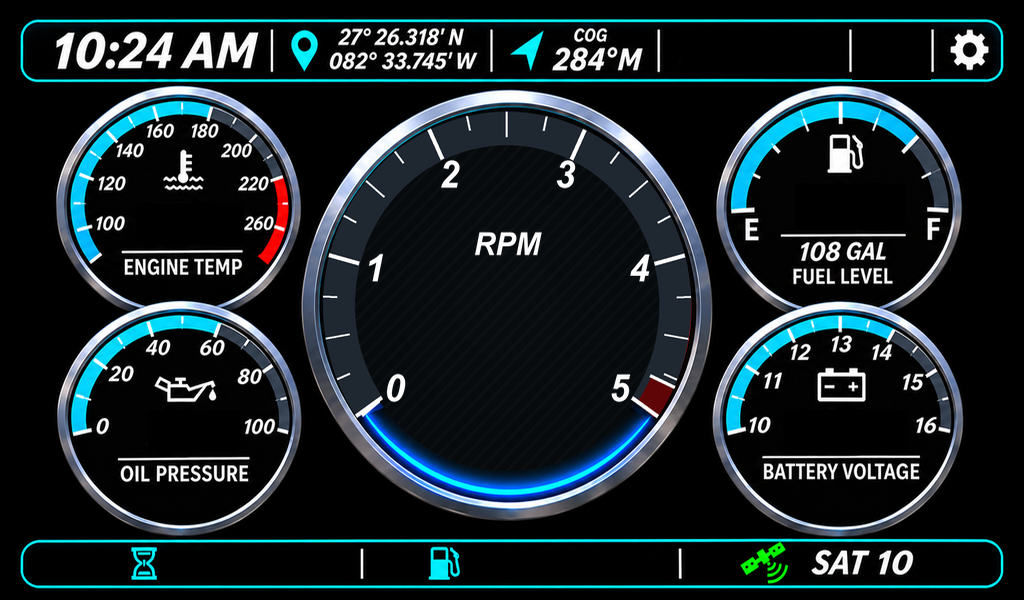 10:24 AM
27° 26.318' N
082° 33.745' W
COG
284°M
100
120
140
160
180
200
220
260
ENGINE TEMP
0
1
2
3
4
5
RPM
E
F
108 GAL
FUEL LEVEL
0
20
40
60
80
100
OIL PRESSURE
10
11
12
13
14
15
16
BATTERY VOLTAGE
SAT 10